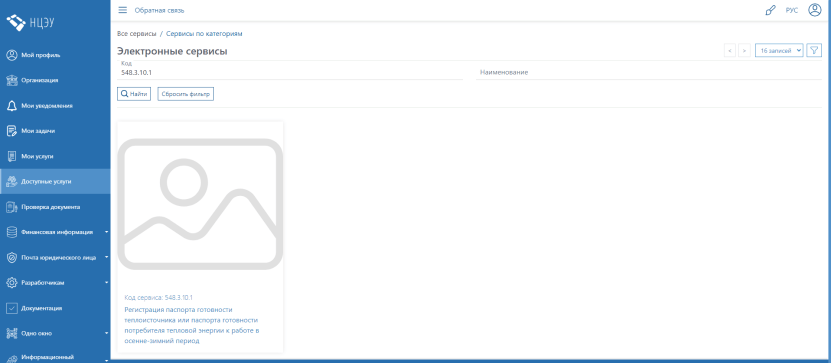 НЦЭУ
Мой профиль
Организация
Мои уведомления
Мои задачи
Мои услуги
Доступные услуги
Проверка документа
Финансовая информация
Почта юридического лица
Разработчикам
Документация
Одно окно
Информационный
Обратная связь
РУС
Все сервисы / Сервисы по категориям
Электронные сервисы
« » 16 записей
Код
548.3.10.1
Наименование
Найти Сбросить фильтр
Код сервиса: 548.3.10.1
Регистрация паспорта готовности
теплоисточника или паспорта готовности
потребителя тепловой энергии к работе в
осенне-зимний период